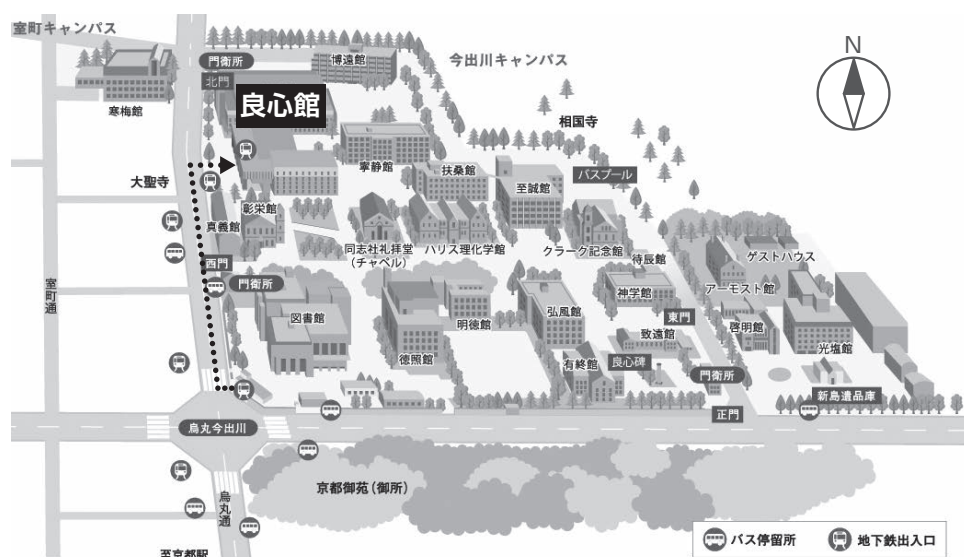 室町キャンパス
博遠館
今出川キャンパス
N
門衛所
北門
良心館
寒梅館
相国寺
寧静館
扶桑館
至誠館
バスプール
大聖寺
彰栄館
真義館
同志社礼拝堂
(チャペル)
ハリス理化学館
クラーク記念館
待辰館
ゲストハウス
西門
門衛所
アーモスト館
室町通
図書館
神学館
東門
弘風館
明徳館
致遠館
啓明館
徳照館
有終館
良心碑
光塩館
門衛所
新島遺品庫
正門
烏丸今出川
京都御苑(御所)
烏丸通
至京都駅
バス停留所
地下鉄出入口